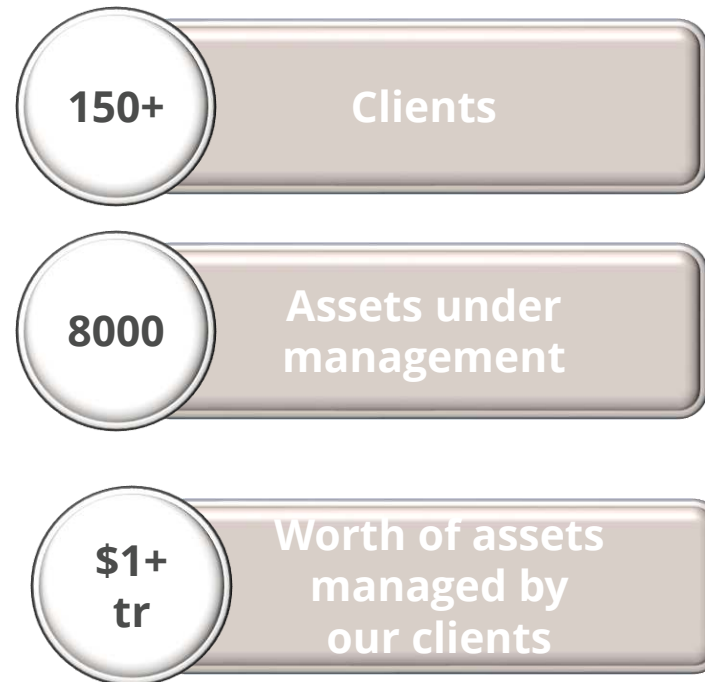 150+
Clients
8000
Assets under
management
$1+
tr
Worth of assets
managed by
our clients